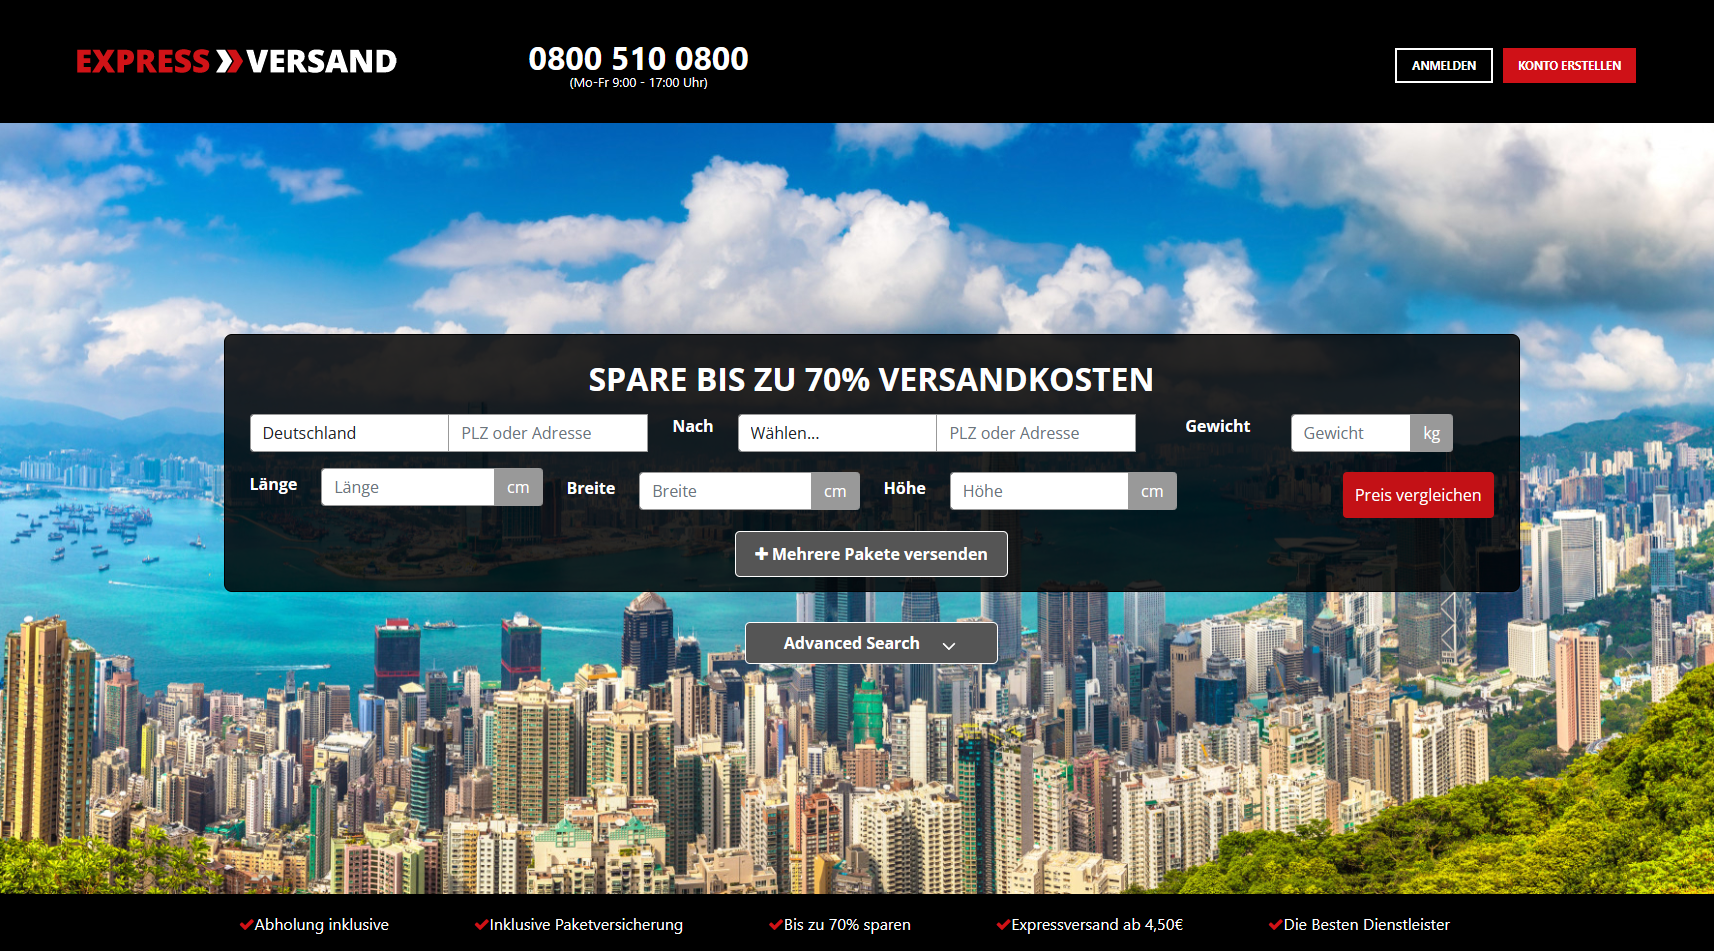 EXPRESS VERSAND
0800 510 0800
(Mo-Fr 9:00 - 17:00 Uhr)
ANMELDEN
KONTO ERSTELLEN
SPARE BIS ZU 70% VERSANDKOSTEN
Deutschland PLZ oder Adresse Nach Wählen... PLZ oder Adresse Gewicht Gewicht kg
Länge Länge cm Breite Breite cm Höhe Höhe cm Preis vergleichen
Mehrere Pakete versenden
Advanced Search
Abholung inklusive Inklusive Paketversicherung Bis zu 70% sparen Expressversand ab 4,50€ Die Besten Dienstleister